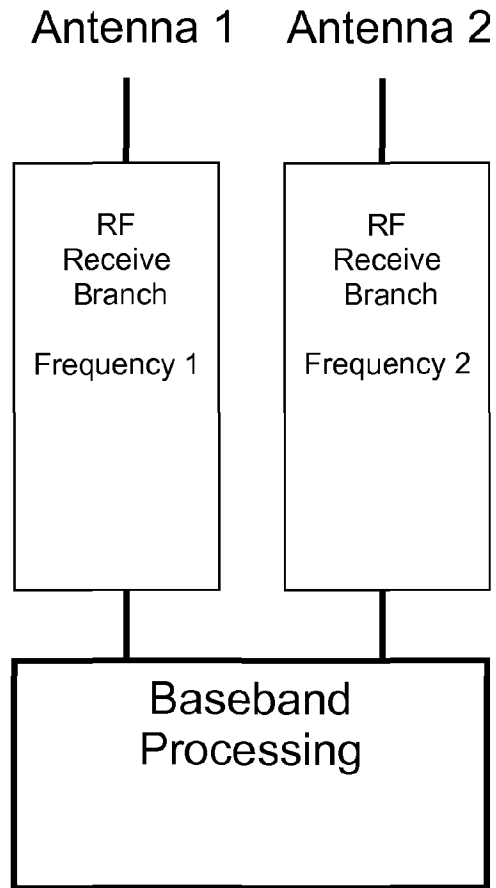 Antenna 1
Antenna 2
RF
Receive
Branch
Frequency 1
RF
Receive
Branch
Frequency 2
Baseband
Processing